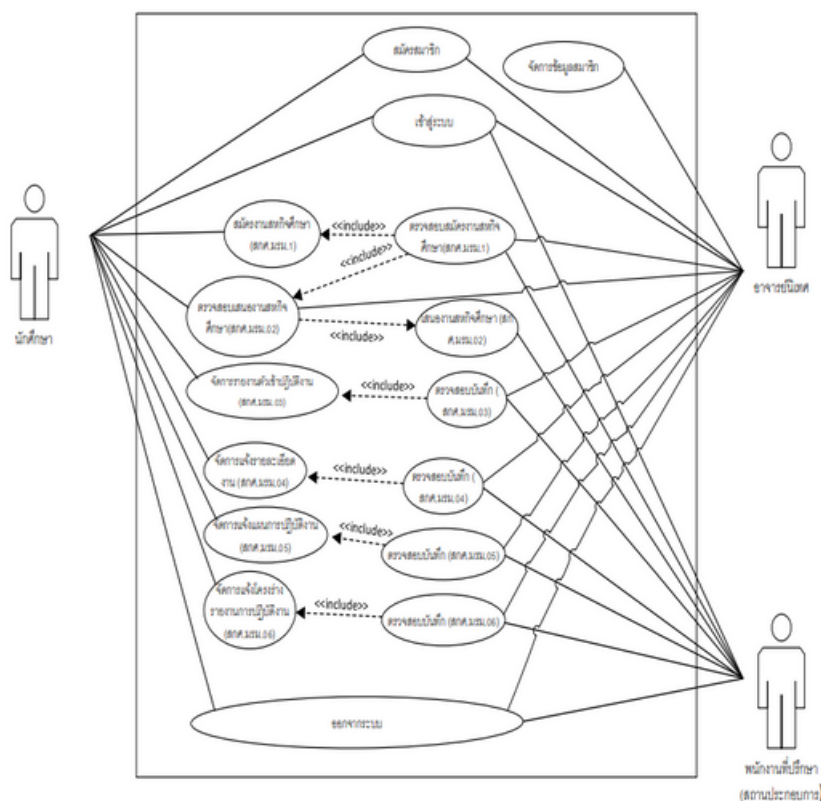 สมัครสมาชิก
จัดการข้อมูลสมาชิก
เข้าสู่ระบบ
สมัครงานสหกิจศึกษา
(สกศ.มรม.1)
<<include>>
ตรวจสอบสมัครงานสหกิจ
ศึกษา(สกศ.มรม.1)
<<include>>
ตรวจสอบเสนองานสหกิจ
ศึกษา(สกศ.มรม.02)
<<include>>
เสนองานสหกิจศึกษา (สก
ศ.มรม.02)
จัดการรายงานตัวเข้าปฏิบัติงาน
(สกศ.มรม.03)
<<include>>
ตรวจสอบบันทึก (
สกศ.มรม.03)
จัดการแจ้งรายละเอียด
งาน (สกศ.มรม.04)
<<include>>
ตรวจสอบบันทึก (
สกศ.มรม.04)
จัดการแจ้งแผนการปฏิบัติงาน
(สกศ.มรม.05)
<<include>>
ตรวจสอบบันทึก (สกศ.มรม.05)
จัดการแจ้งโครงร่าง
รายงานการปฏิบัติงาน
(สกศ.มรม.06)
<<include>>
ตรวจสอบบันทึก (สกศ.มรม.06)
ออกจากระบบ
นักศึกษา
อาจารย์นิเทศ
พนักงานที่ปรึกษา
(สถานประกอบการ)